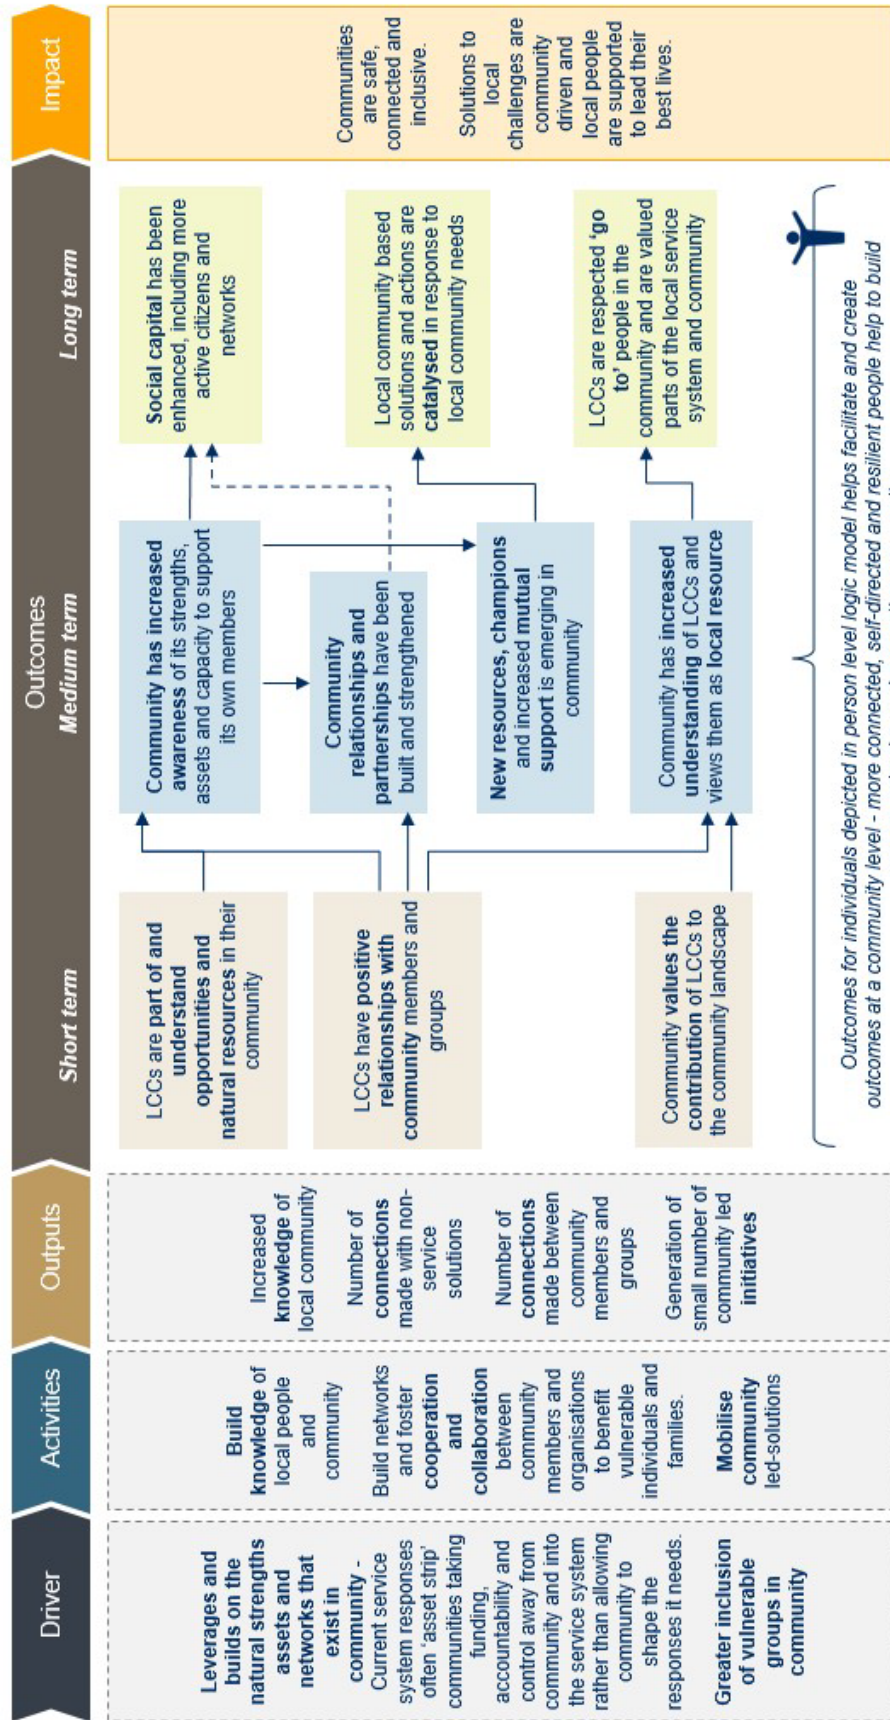 Driver
Activities
Outputs
Outcomes
Short term
Medium term
Long term
Impact
Leverages and
builds on the
natural strengths
assets and
networks that
exist in
community -
Current service
system responses
often 'asset strip'
communities taking
funding,
accountability and
control away from
community and into
the service system
rather than allowing
community to
shape the
responses it needs.
Greater inclusion
of vulnerable
groups in
community
Build
knowledge of
local people
and
community
Build networks
and foster
cooperation
and
collaboration
between
community
members and
organisations
to benefit
vulnerable
individuals and
families.
Mobilise
community
led-solutions
Increased
knowledge of
local community
Number of
connections
made with non-
service
solutions
Number of
connections
made between
community
members and
groups
Generation of
small number of
community led
initiatives
LCCs are part of and
understand
opportunities and
natural resources in their
community
LCCs have positive
relationships with
community members and
groups
Community values the
contribution of LCCs to
the community landscape
Community has increased
awareness of its strengths,
assets and capacity to support
its own members
Community
relationships and
partnerships have been
built and strengthened
New resources, champions
and increased mutual
support is emerging in
community
Community has increased
understanding of LCCs and
views them as local resource
Social capital has been
enhanced, including more
active citizens and
networks
Local community based
solutions and actions are
catalysed in response to
local community needs
LCCs are respected 'go
to' people in the
community and are valued
parts of the local service
system and community
Communities
are safe,
connected and
inclusive.
Solutions to
local
challenges are
community
driven and
local people
are supported
to lead their
best lives.
Outcomes for individuals depicted in person level logic model helps facilitate and create
outcomes at a community level - more connected, self-directed and resilient people help to build